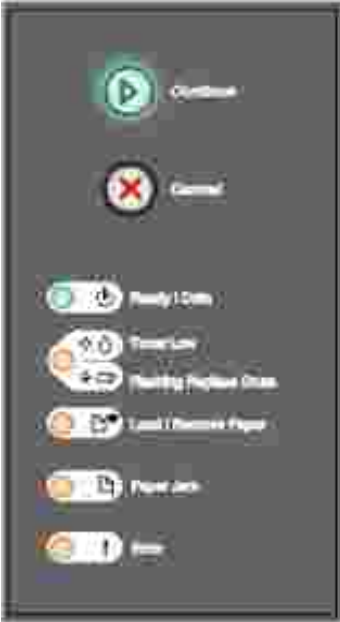 Continue
Cancel
Ready / Data
Toner Low
Flashing Replace Drum
Load / Remove Paper
Paper Jam
Error